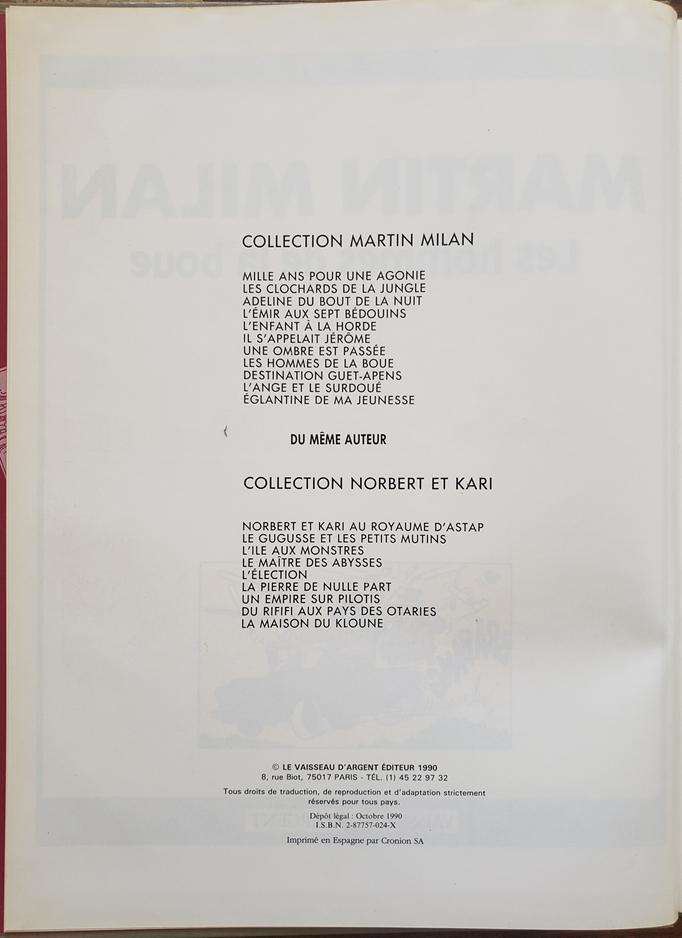 COLLECTION MARTIN MILAN
MILLE ANS POUR UNE AGONIE
LES CLOCHARDS DE LA JUNGLE
ADELINE DU BOUT DE LA NUIT
L'ÉMIR AUX SEPT BÉDOUINS
L'ENFANT À LA HORDE
IL S'APPELAIT JÉRÔME
UNE OMBRE EST PASSÉE
LES HOMMES DE LA BOUE
DESTINATION GUET-APENS
L'ANGE ET LE SURDOUÉ
ÉGLANTINE DE MA JEUNESSE
DU MÊME AUTEUR
COLLECTION NORBERT ET KARI
NORBERT ET KARI AU ROYAUME D'ASTAP
LE GUGUSSE ET LES PETITS MUTINS
L'ILE AUX MONSTRES
LE MAÎTRE DES ABYSSES
L'ÉLECTION
LA PIERRE DE NULLE PART
UN EMPIRE SUR PILOTIS
DU RIFIFI AUX PAYS DES OTARIES
LA MAISON DU KLOUNE
© LE VAISSEAU D'ARGENT ÉDITEUR 1990
8, rue Biot, 75017 PARIS - TÉL. (1) 45 22 97 32
Tous droits de traduction, de reproduction et d'adaptation strictement
réservés pour tous pays.
Dépôt légal : Octobre 1990
I.S.B.N. 2-87757-024-X
Imprimé en Espagne par Cronion SA
MARTIN MILAN
Les hommes de la boue